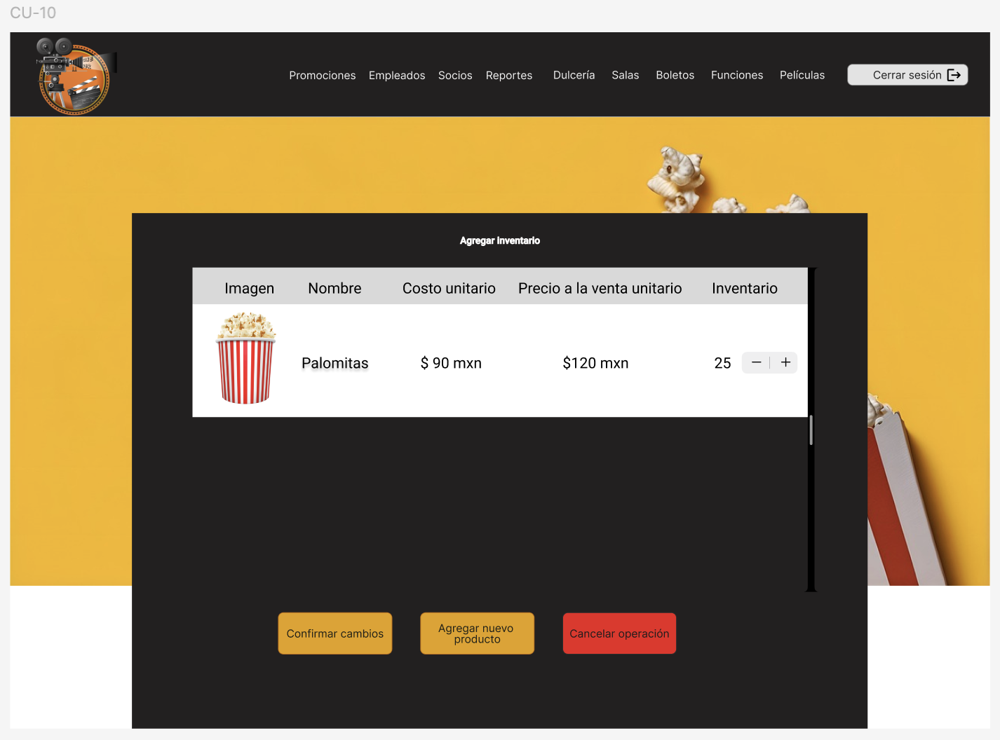 CU-10
Promociones Empleados Socios Reportes Dulcería Salas Boletos Funciones Películas Cerrar sesión
Agregar inventario
Imagen Nombre Costo unitario Precio a la venta unitario Inventario
Palomitas $ 90 mxn $120 mxn 25 − +
Confirmar cambios
Agregar nuevo
producto
Cancelar operación